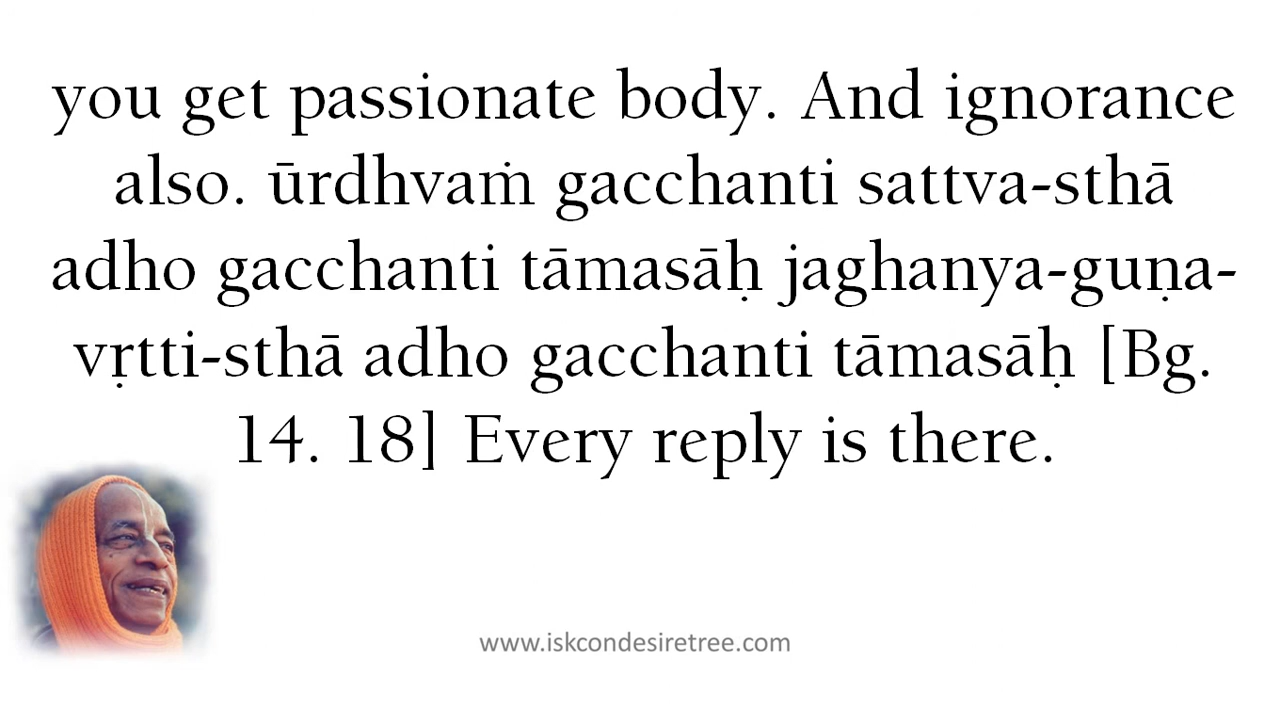 you get passionate body. And ignorance
also. ūrdhvaṁ gacchanti sattva-sthā
adho gacchanti tāmasāḥ jaghanya-guṇa-
vṛtti-sthā adho gacchanti tāmasāḥ [Bg.
14. 18] Every reply is there.
www.iskcondesiretree.com